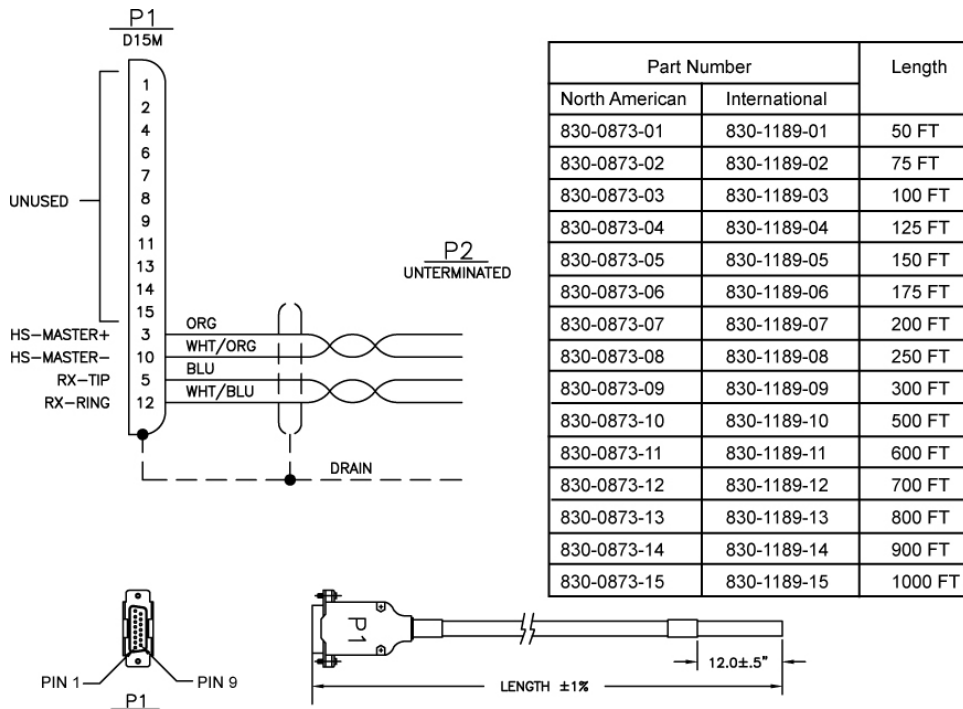 P1
D15M
1
2
4
6
7
8
9
11
13
14
15
UNUSED
HS-MASTER+ 3 ORG
HS-MASTER- 10 WHT/ORG
RX-TIP 5 BLU
RX-RING 12 WHT/BLU
DRAIN
P2
UNTERMINATED
Part Number Length
North American International
830-0873-01 830-1189-01 50 FT
830-0873-02 830-1189-02 75 FT
830-0873-03 830-1189-03 100 FT
830-0873-04 830-1189-04 125 FT
830-0873-05 830-1189-05 150 FT
830-0873-06 830-1189-06 175 FT
830-0873-07 830-1189-07 200 FT
830-0873-08 830-1189-08 250 FT
830-0873-09 830-1189-09 300 FT
830-0873-10 830-1189-10 500 FT
830-0873-11 830-1189-11 600 FT
830-0873-12 830-1189-12 700 FT
830-0873-13 830-1189-13 800 FT
830-0873-14 830-1189-14 900 FT
830-0873-15 830-1189-15 1000 FT
PIN 1 PIN 9
P1
P1
12.0±.5"
LENGTH ±1%